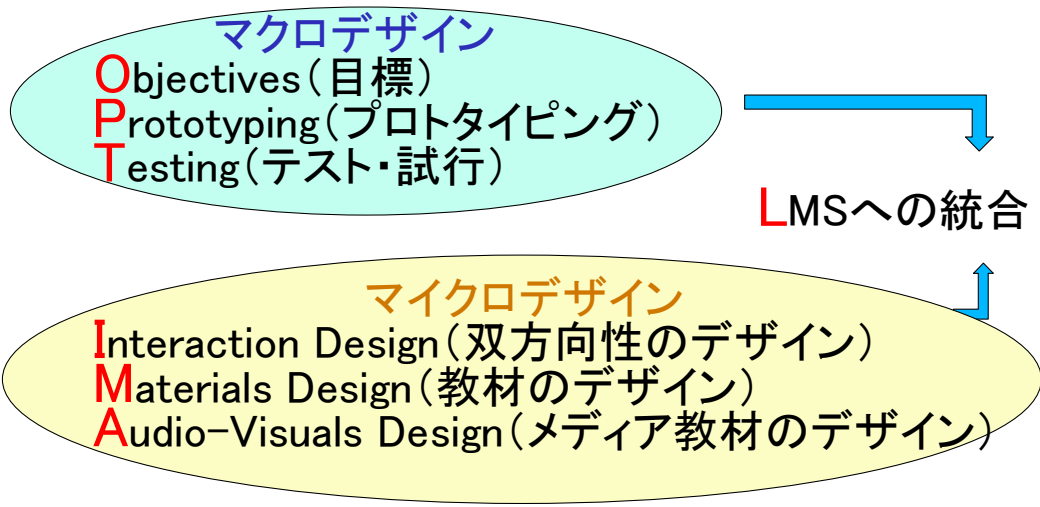 マクロデザイン
Objectives(目標)
Prototyping(プロトタイピング)
Testing(テスト・試行)
LMSへの統合
マイクロデザイン
Interaction Design(双方向性のデザイン)
Materials Design(教材のデザイン)
Audio-Visuals Design(メディア教材のデザイン)